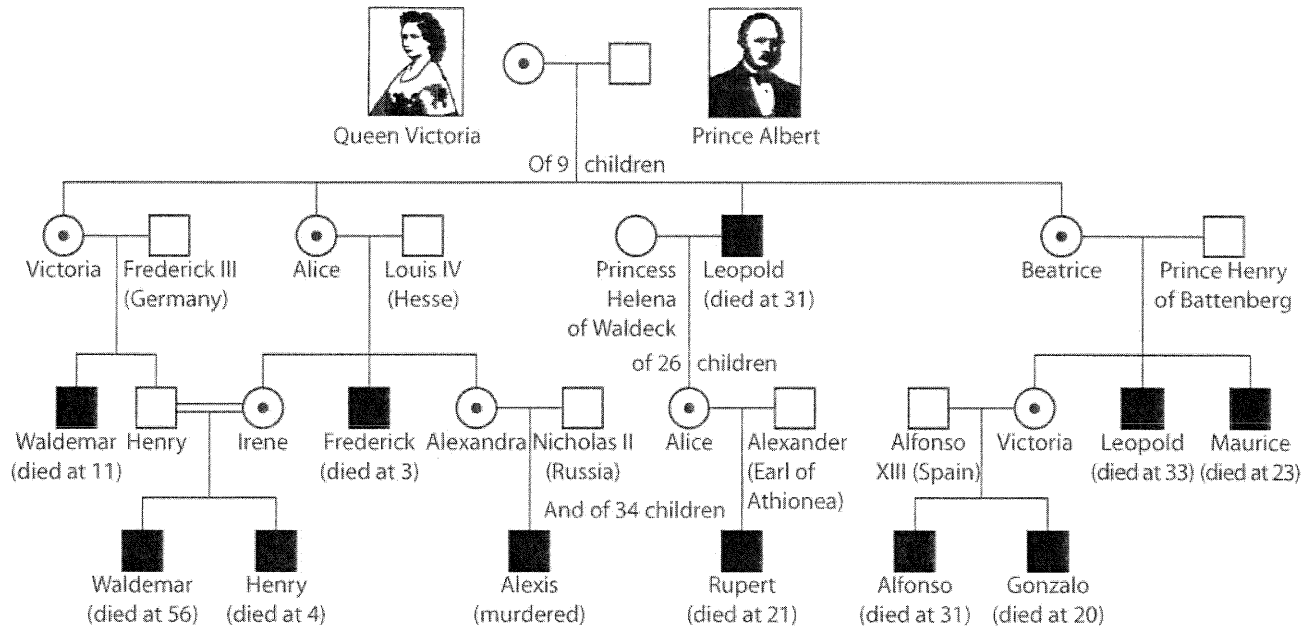 Queen Victoria
Prince Albert
Of 9 children
Victoria
Frederick III
(Germany)
Alice
Louis IV
(Hesse)
Princess
Helena
of Waldeck
Leopold
(died at 31)
Beatrice
Prince Henry
of Battenberg
of 26 children
Waldemar
(died at 11)
Henry
Irene
Frederick
(died at 3)
Alexandra
Nicholas II
(Russia)
Alice
Alexander
(Earl of
Athionea)
Alfonso
XIII (Spain)
Victoria
Leopold
(died at 33)
Maurice
(died at 23)
And of 34 children
Waldemar
(died at 56)
Henry
(died at 4)
Alexis
(murdered)
Rupert
(died at 21)
Alfonso
(died at 31)
Gonzalo
(died at 20)